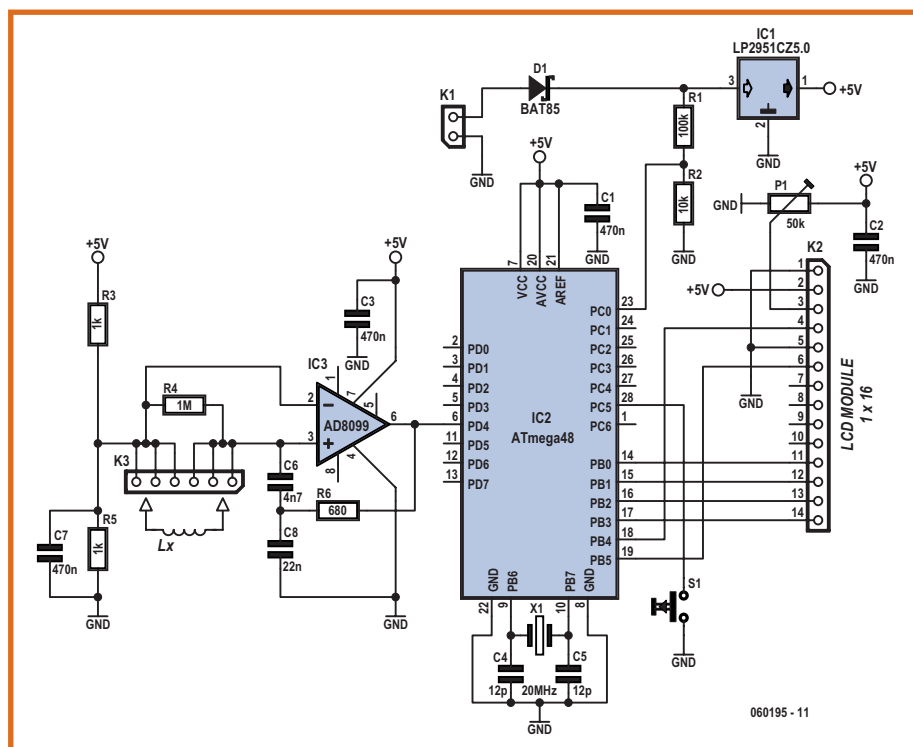 IC1
LP2951CZ5.0
D1
BAT85
K1
3
1
2
+5V
GND
GND
R1
100k
R2
10k
GND
+5V
C1
470n
GND
+5V
P1
50k
GND
C2
470n
GND
K2
+5V
1
2
3
4
5
6
7
8
9
10
11
12
13
14
GND
LCD MODULE
1 x 16
+5V
R3
1k
+5V
C3
470n
GND
IC3
AD8099
1
7
5
2
3
6
4
8
R4
1M
K3
Lx
C6
4n7
R6
680
C8
22n
C7
470n
R5
1k
GND
GND
7
20
21
VCC
AVCC
AREF
2 PD0
3 PD1
4 PD2
5 PD3
6 PD4
11 PD5
12 PD6
13 PD7
IC2
ATmega48
PC0 23
PC1 24
PC2 25
PC3 26
PC4 27
PC5 28
PC6 1
PB0 14
PB1 15
PB2 16
PB3 17
PB4 18
PB5 19
GND
PB6
PB7
GND
22
9
10
8
X1
20MHz
C4
12p
C5
12p
GND
S1
GND
060195 - 11